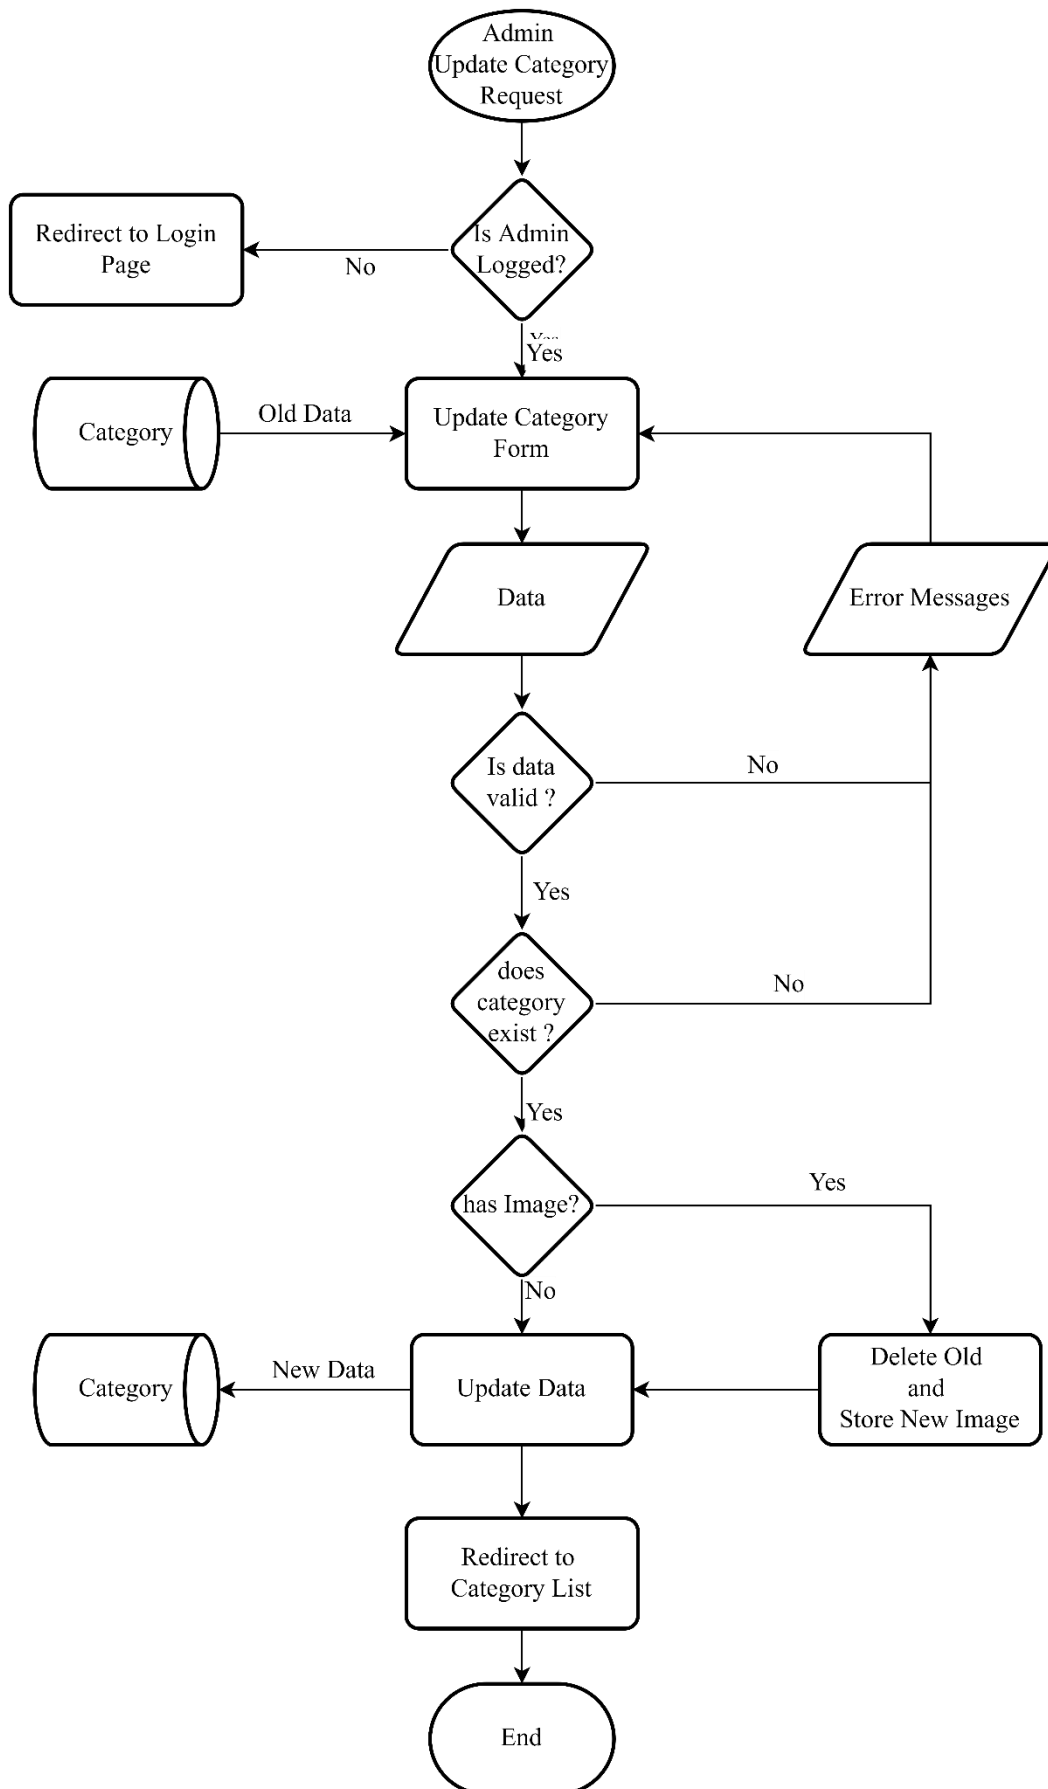 Admin
Update Category
Request
Is Admin
Logged?
No
Redirect to Login
Page
Yes
Yes
Category
Old Data
Update Category
Form
Data
Error Messages
Is data
valid ?
No
Yes
does
category
exist ?
No
Yes
has Image?
Yes
No
Category
New Data
Update Data
Delete Old
and
Store New Image
Redirect to
Category List
End